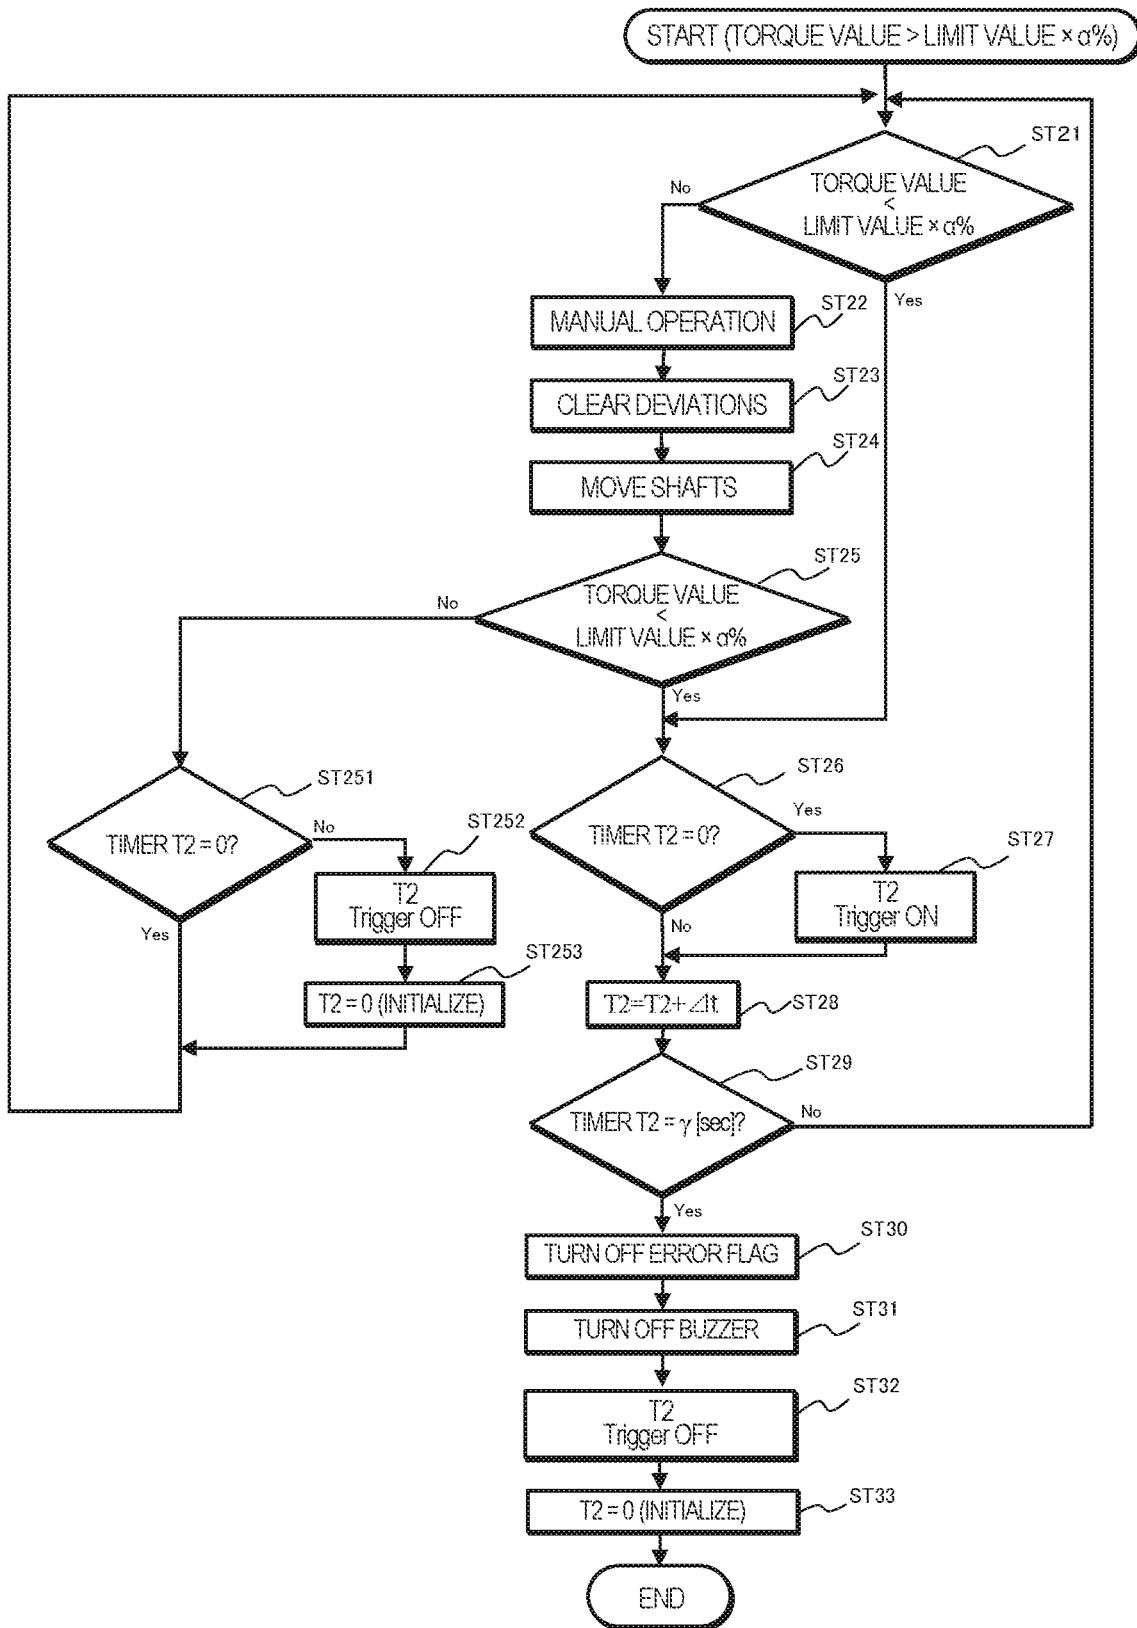 START (TORQUE VALUE > LIMIT VALUE × α%)
ST21
TORQUE VALUE
<
LIMIT VALUE × α%
No
Yes
ST22
MANUAL OPERATION
ST23
CLEAR DEVIATIONS
ST24
MOVE SHAFTS
ST25
TORQUE VALUE
<
LIMIT VALUE × α%
No
Yes
ST251
TIMER T2 = 0?
No
Yes
ST252
T2
Trigger OFF
ST253
T2 = 0 (INITIALIZE)
ST26
TIMER T2 = 0?
Yes
No
ST27
T2
Trigger ON
T2=T2+⊿t
ST28
ST29
TIMER T2 = γ [sec]?
No
Yes
ST30
TURN OFF ERROR FLAG
ST31
TURN OFF BUZZER
ST32
T2
Trigger OFF
ST33
T2 = 0 (INITIALIZE)
END